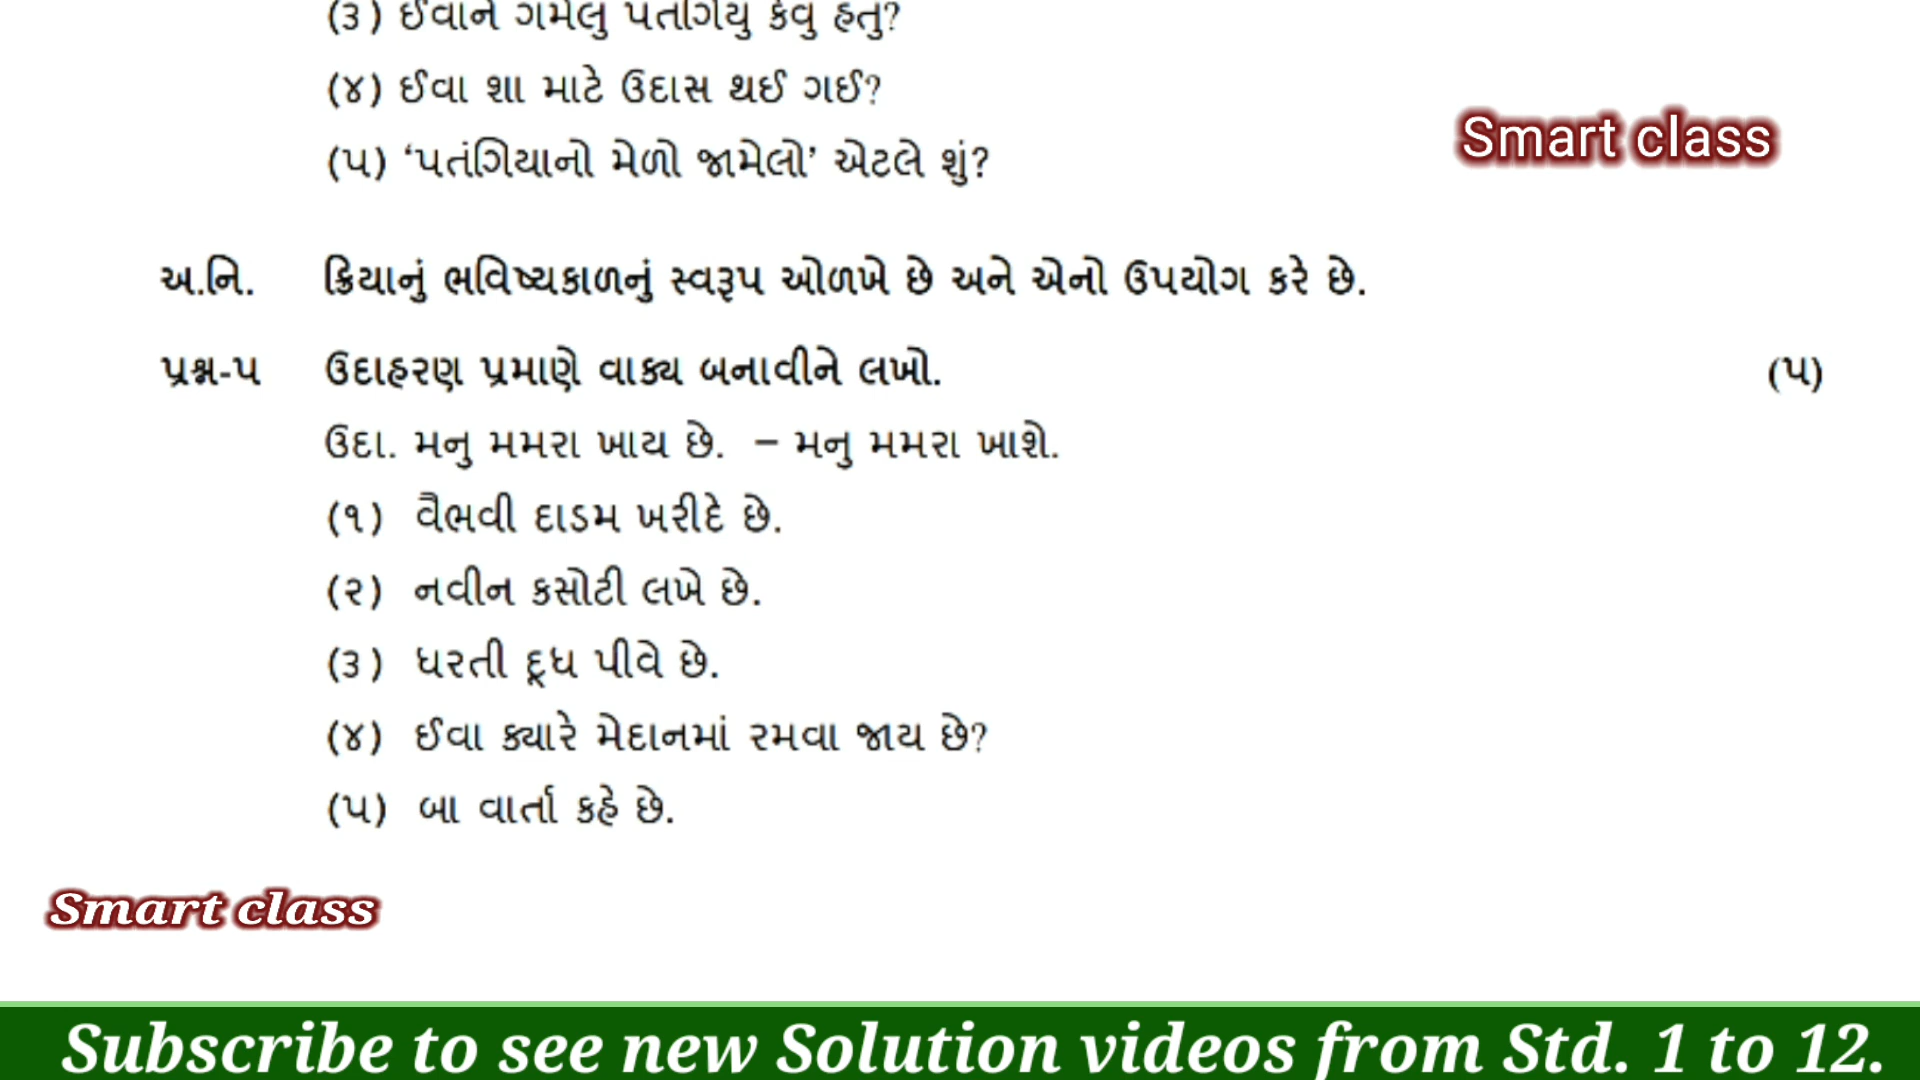 (૩) ઈવાને ગમેલું પતંગિયું કેવું હતું?
(૪) ઈવા શા માટે ઉદાસ થઈ ગઈ?
Smart class
(૫) ‘પતંગિયાનો મેળો જામેલો’ એટલે શું?
અ.નિ. ક્રિયાનું ભવિષ્યકાળનું સ્વરૂપ ઓળખે છે અને એનો ઉપયોગ કરે છે.
પ્રશ્ન-૫ ઉદાહરણ પ્રમાણે વાક્ય બનાવીને લખો. (૫)
ઉદા. મનુ મમરા ખાય છે. – મનુ મમરા ખાશે.
(૧) વૈભવી દાડમ ખરીદે છે.
(૨) નવીન કસોટી લખે છે.
(૩) ધરતી દૂધ પીવે છે.
(૪) ઈવા ક્યારે મેદાનમાં રમવા જાય છે?
(૫) બા વાર્તા કહે છે.
Smart class
Subscribe to see new Solution videos from Std. 1 to 12.